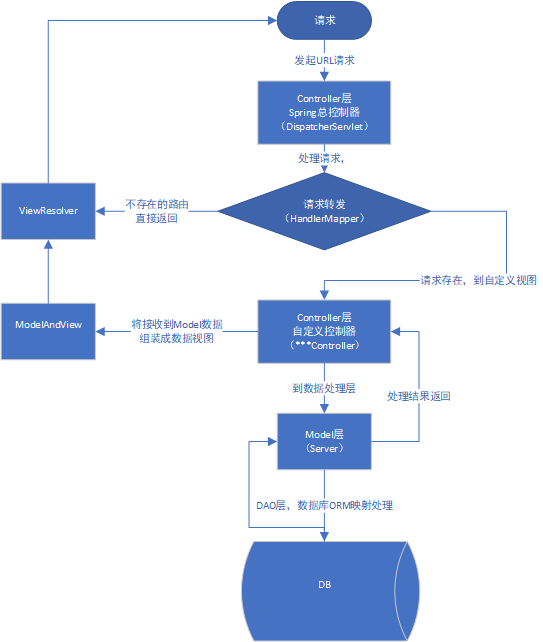 请求
发起URL请求
Controller层
Spring总控制器
（DispatcherServlet）
处理请求，
请求转发
（HandlerMapper）
不存在的路由
直接返回
ViewResolver
请求存在，到自定义视图
Controller层
自定义控制器
（***Controller）
将接收到Model数据
组装成数据视图
ModelAndView
到数据处理层
处理结果返回
Model层
（Server）
DAO层，数据库ORM映射处理
DB